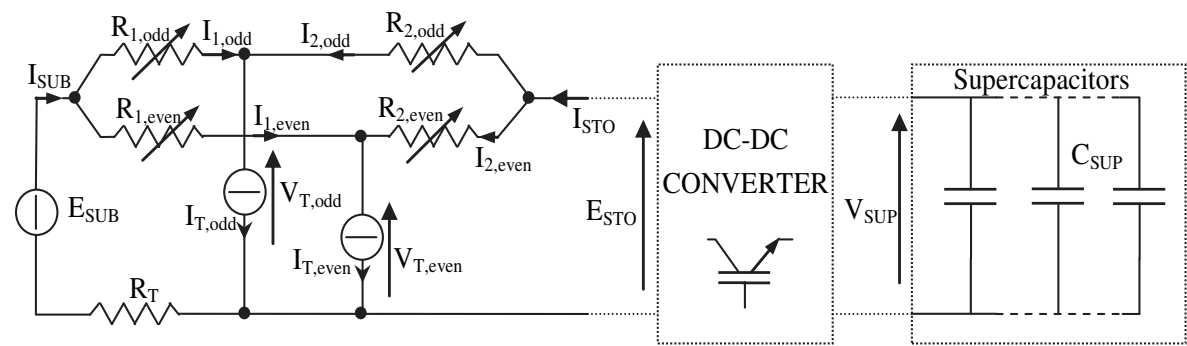 R1,odd
I1,odd
I2,odd
R2,odd
ISUB
R1,even
I1,even
R2,even
I2,even
ISTO
ESUB
IT,odd
VT,odd
IT,even
VT,even
RT
ESTO
DC-DC
CONVERTER
VSUP
Supercapacitors
CSUP